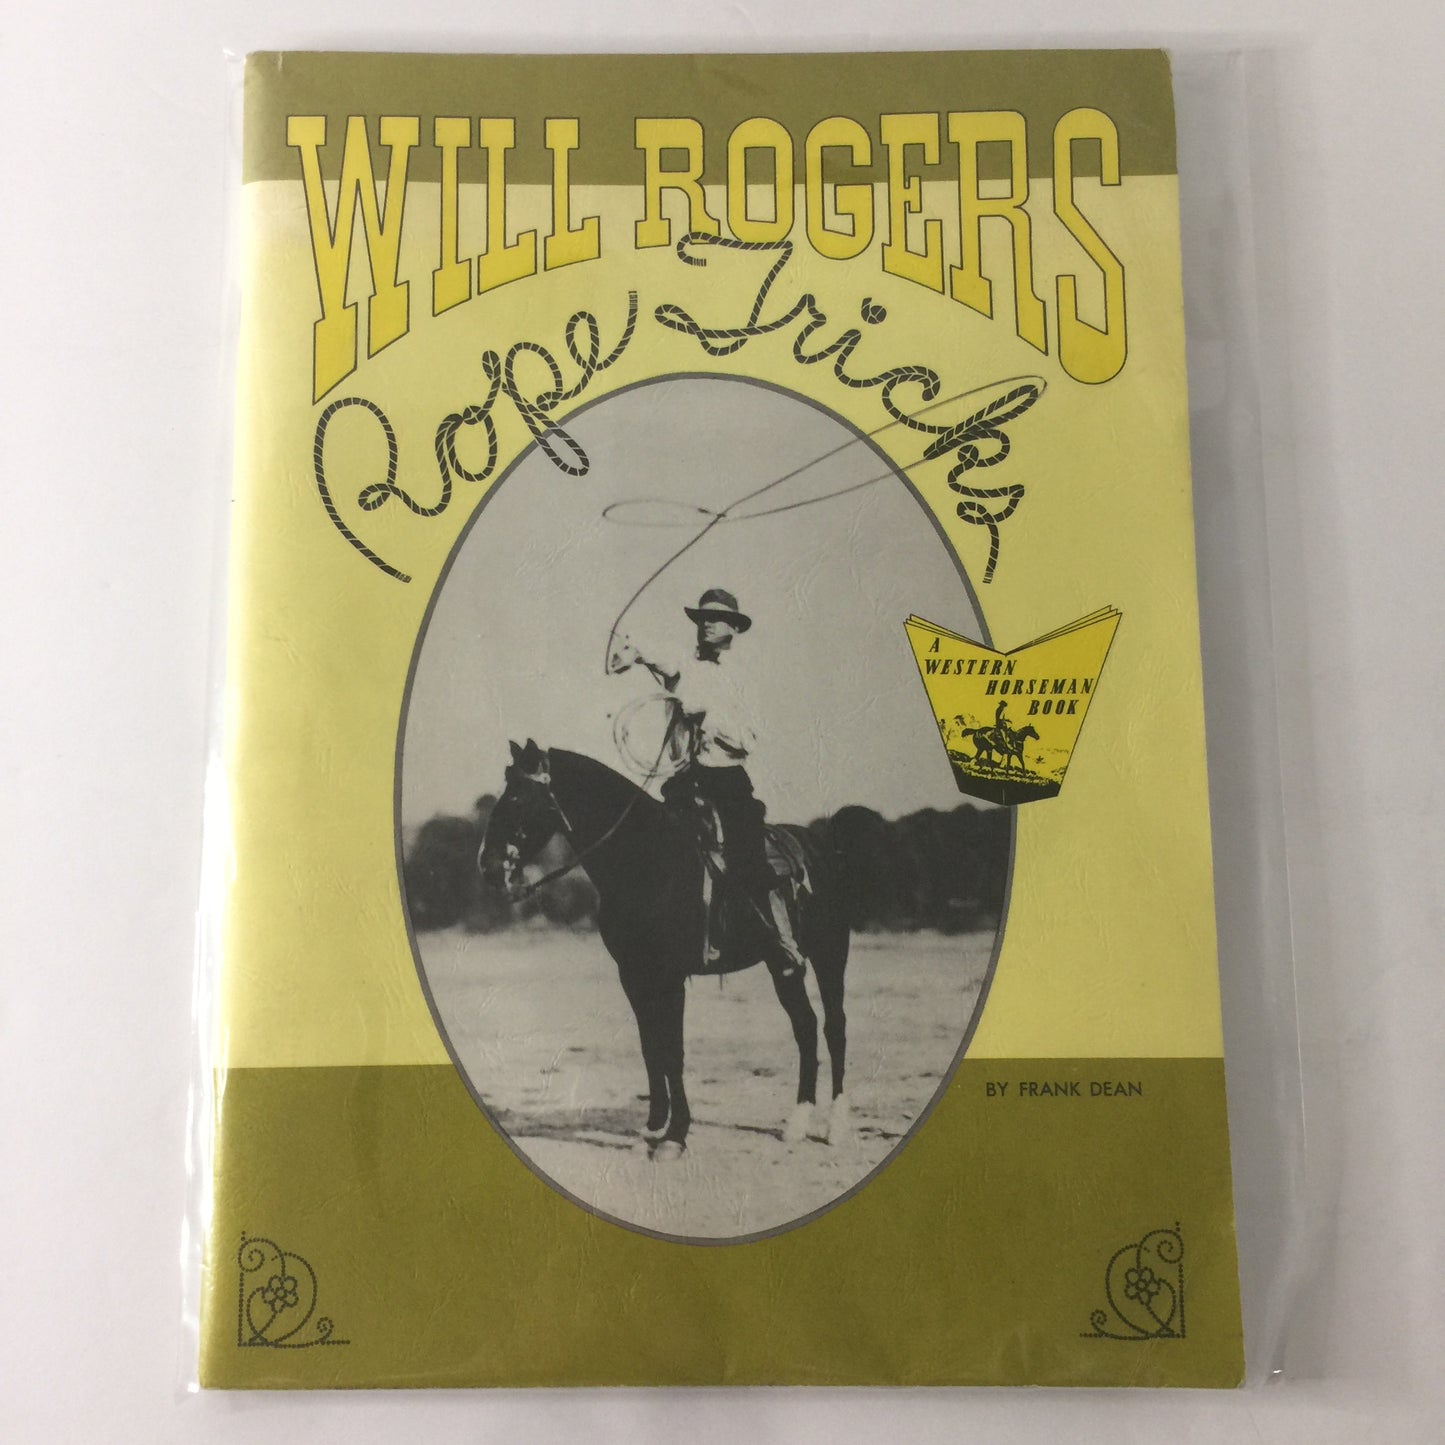 WILL ROGERS
Rope Tricks
A
WESTERN
HORSEMAN
BOOK
BY FRANK DEAN